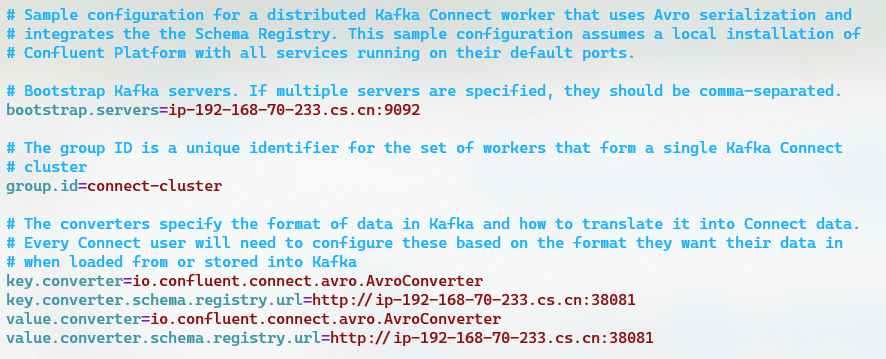 # Sample configuration for a distributed Kafka Connect worker that uses Avro serialization and
# integrates the the Schema Registry. This sample configuration assumes a local installation of
# Confluent Platform with all services running on their default ports.
# Bootstrap Kafka servers. If multiple servers are specified, they should be comma-separated.
bootstrap.servers=ip-192-168-70-233.cs.cn:9092
# The group ID is a unique identifier for the set of workers that form a single Kafka Connect
# cluster
group.id=connect-cluster
# The converters specify the format of data in Kafka and how to translate it into Connect data.
# Every Connect user will need to configure these based on the format they want their data in
# when loaded from or stored into Kafka
key.converter=io.confluent.connect.avro.AvroConverter
key.converter.schema.registry.url=http://ip-192-168-70-233.cs.cn:38081
value.converter=io.confluent.connect.avro.AvroConverter
value.converter.schema.registry.url=http://ip-192-168-70-233.cs.cn:38081